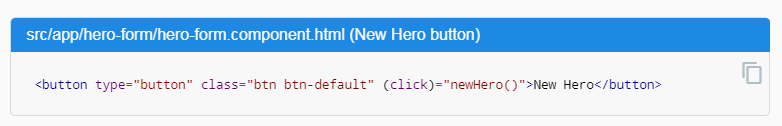 src/app/hero-form/hero-form.component.html (New Hero button)
<button type="button" class="btn btn-default" (click)="newHero()">New Hero</button>